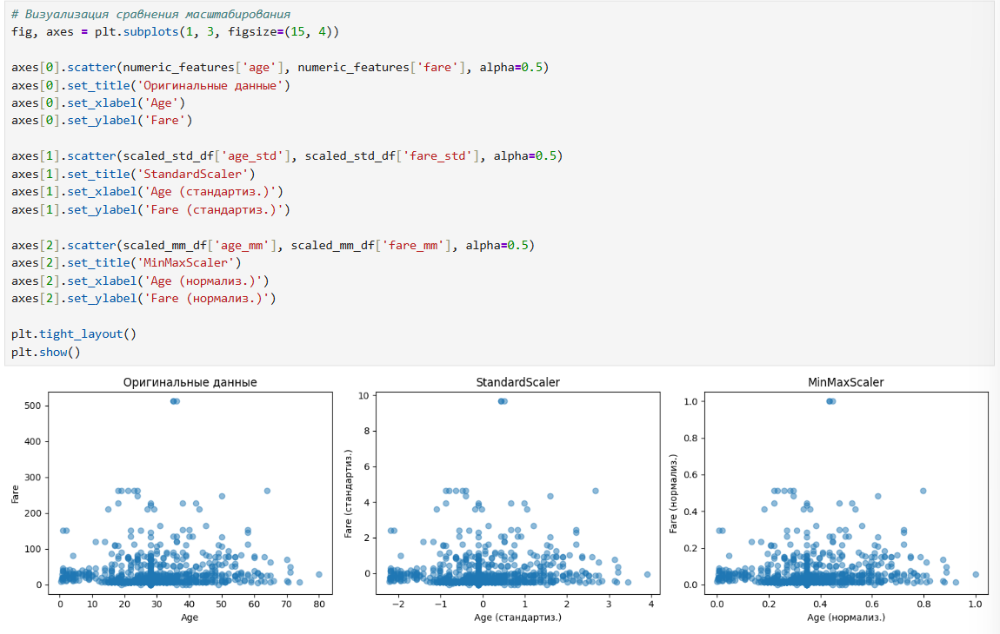 # Визуализация сравнения масштабирования
fig, axes = plt.subplots(1, 3, figsize=(15, 4))
axes[0].scatter(numeric_features['age'], numeric_features['fare'], alpha=0.5)
axes[0].set_title('Оригинальные данные')
axes[0].set_xlabel('Age')
axes[0].set_ylabel('Fare')
axes[1].scatter(scaled_std_df['age_std'], scaled_std_df['fare_std'], alpha=0.5)
axes[1].set_title('StandardScaler')
axes[1].set_xlabel('Age (стандартиз.)')
axes[1].set_ylabel('Fare (стандартиз.)')
axes[2].scatter(scaled_mm_df['age_mm'], scaled_mm_df['fare_mm'], alpha=0.5)
axes[2].set_title('MinMaxScaler')
axes[2].set_xlabel('Age (нормализ.)')
axes[2].set_ylabel('Fare (нормализ.)')
plt.tight_layout()
plt.show()
Оригинальные данные
Fare
500
400
300
200
100
0
0 10 20 30 40 50 60 70 80
Age
StandardScaler
Fare (стандартиз.)
10
8
6
4
2
0
−2 −1 0 1 2 3 4
Age (стандартиз.)
MinMaxScaler
Fare (нормализ.)
1.0
0.8
0.6
0.4
0.2
0.0
0.0 0.2 0.4 0.6 0.8 1.0
Age (нормализ.)